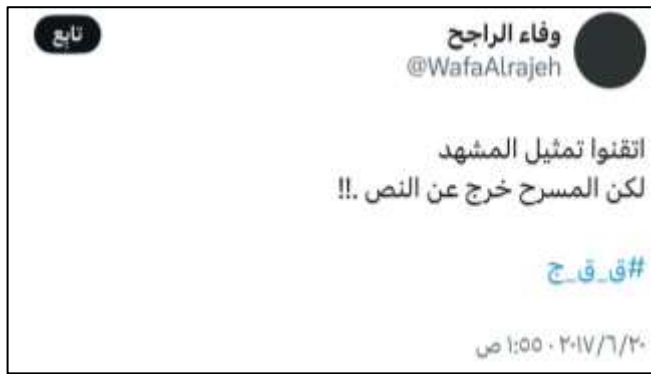 وفاء الراجح
تابع
@WafaAlrajeh
اتقنوا تمثيل المشهد
لكن المسرح خرج عن النص .!!
#ق_ق_ج
٢٠١٧/٦/٢٠ · ١:٥٥ ص